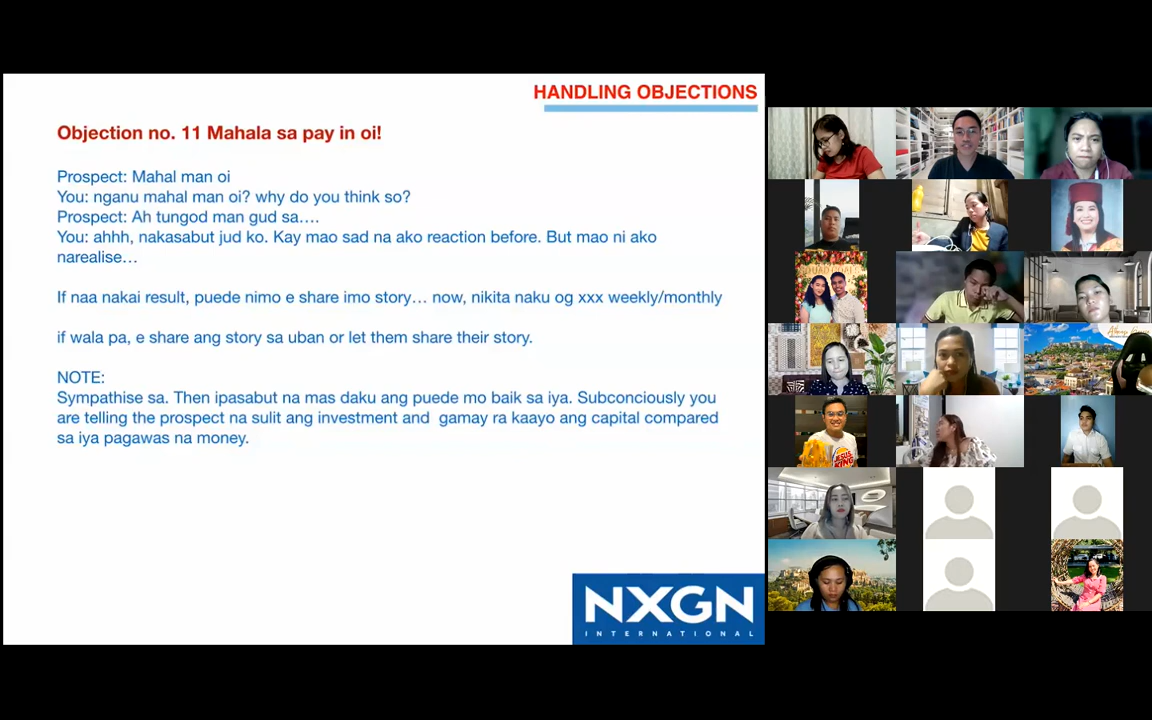 HANDLING OBJECTIONS
Objection no. 11 Mahala sa pay in oi!
Prospect: Mahal man oi
You: nganu mahal man oi? why do you think so?
Prospect: Ah tungod man gud sa….
You: ahhh, nakasabut jud ko. Kay mao sad na ako reaction before. But mao ni ako
narealise…
If naa nakai result, puede nimo e share imo story… now, nikita naku og xxx weekly/monthly
if wala pa, e share ang story sa uban or let them share their story.
NOTE:
Sympathise sa. Then ipasabut na mas daku ang puede mo baik sa iya. Subconciously you
are telling the prospect na sulit ang investment and gamay ra kaayo ang capital compared
sa iya pagawas na money.
NXGN
INTERNATIONAL
JESUS
KING